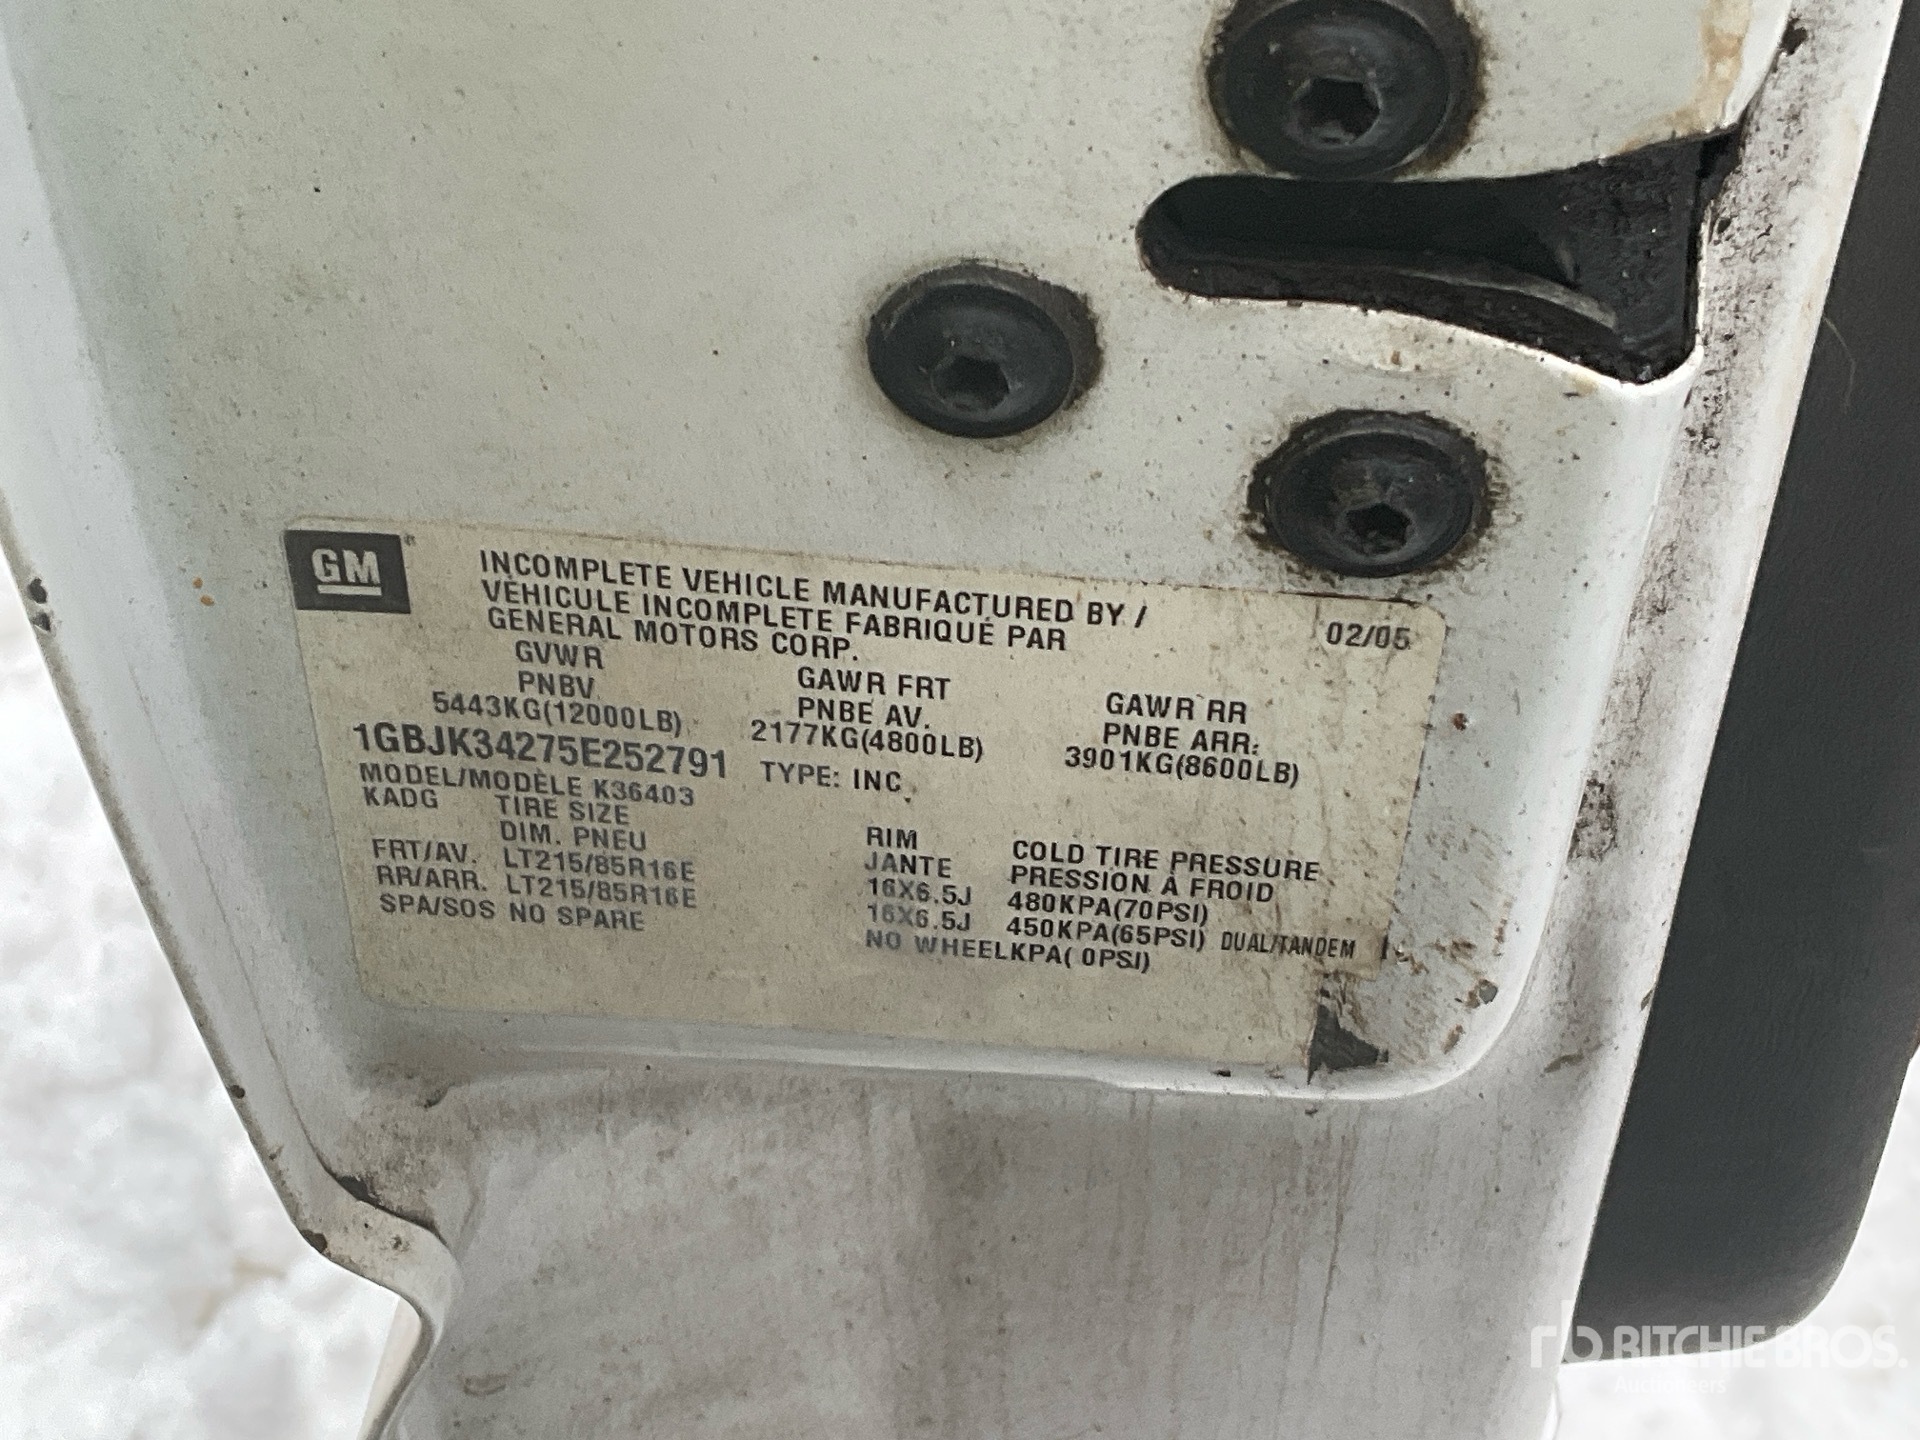 GM
INCOMPLETE VEHICLE MANUFACTURED BY /
VÉHICULE INCOMPLETE FABRIQUÉ PAR
GENERAL MOTORS CORP.
02/05
GVWR
PNBV
5443KG(12000LB)
GAWR FRT
PNBE AV.
2177KG(4800LB)
GAWR RR
PNBE ARR:
3901KG(8600LB)
1GBJK34275E252791 TYPE: INC.
MODEL/MODÈLE K36403
KADG TIRE SIZE
DIM. PNEU
RIM
JANTE
COLD TIRE PRESSURE
PRESSION À FROID
FRT/AV. LT215/85R16E 16X6.5J 480KPA(70PSI)
RR/ARR. LT215/85R16E 16X6.5J 450KPA(65PSI) DUAL/TANDEM
SPA/SOS NO SPARE NO WHEELKPA( 0PSI)
rb RITCHIE BROS.
Auctioneers